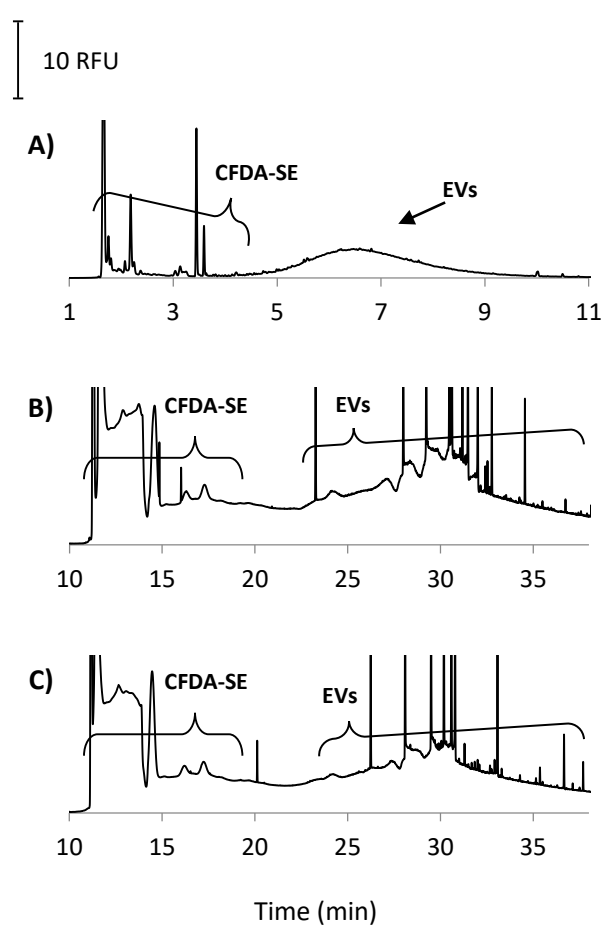 10 RFU
A)
CFDA-SE
EVs
1 3 5 7 9 11
B)
CFDA-SE
EVs
10 15 20 25 30 35
C)
CFDA-SE
EVs
10 15 20 25 30 35
Time (min)